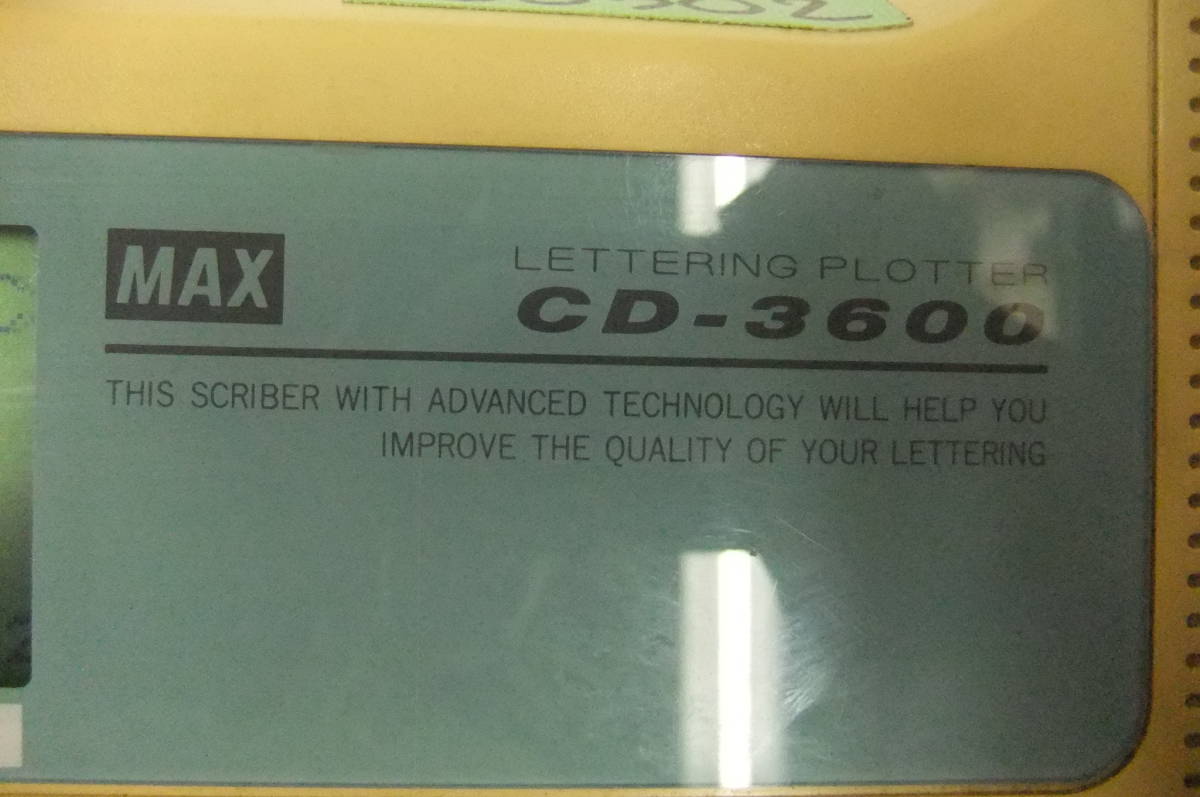 MAX
LETTERING PLOTTER
CD-3600
THIS SCRIBER WITH ADVANCED TECHNOLOGY WILL HELP YOU
IMPROVE THE QUALITY OF YOUR LETTERING